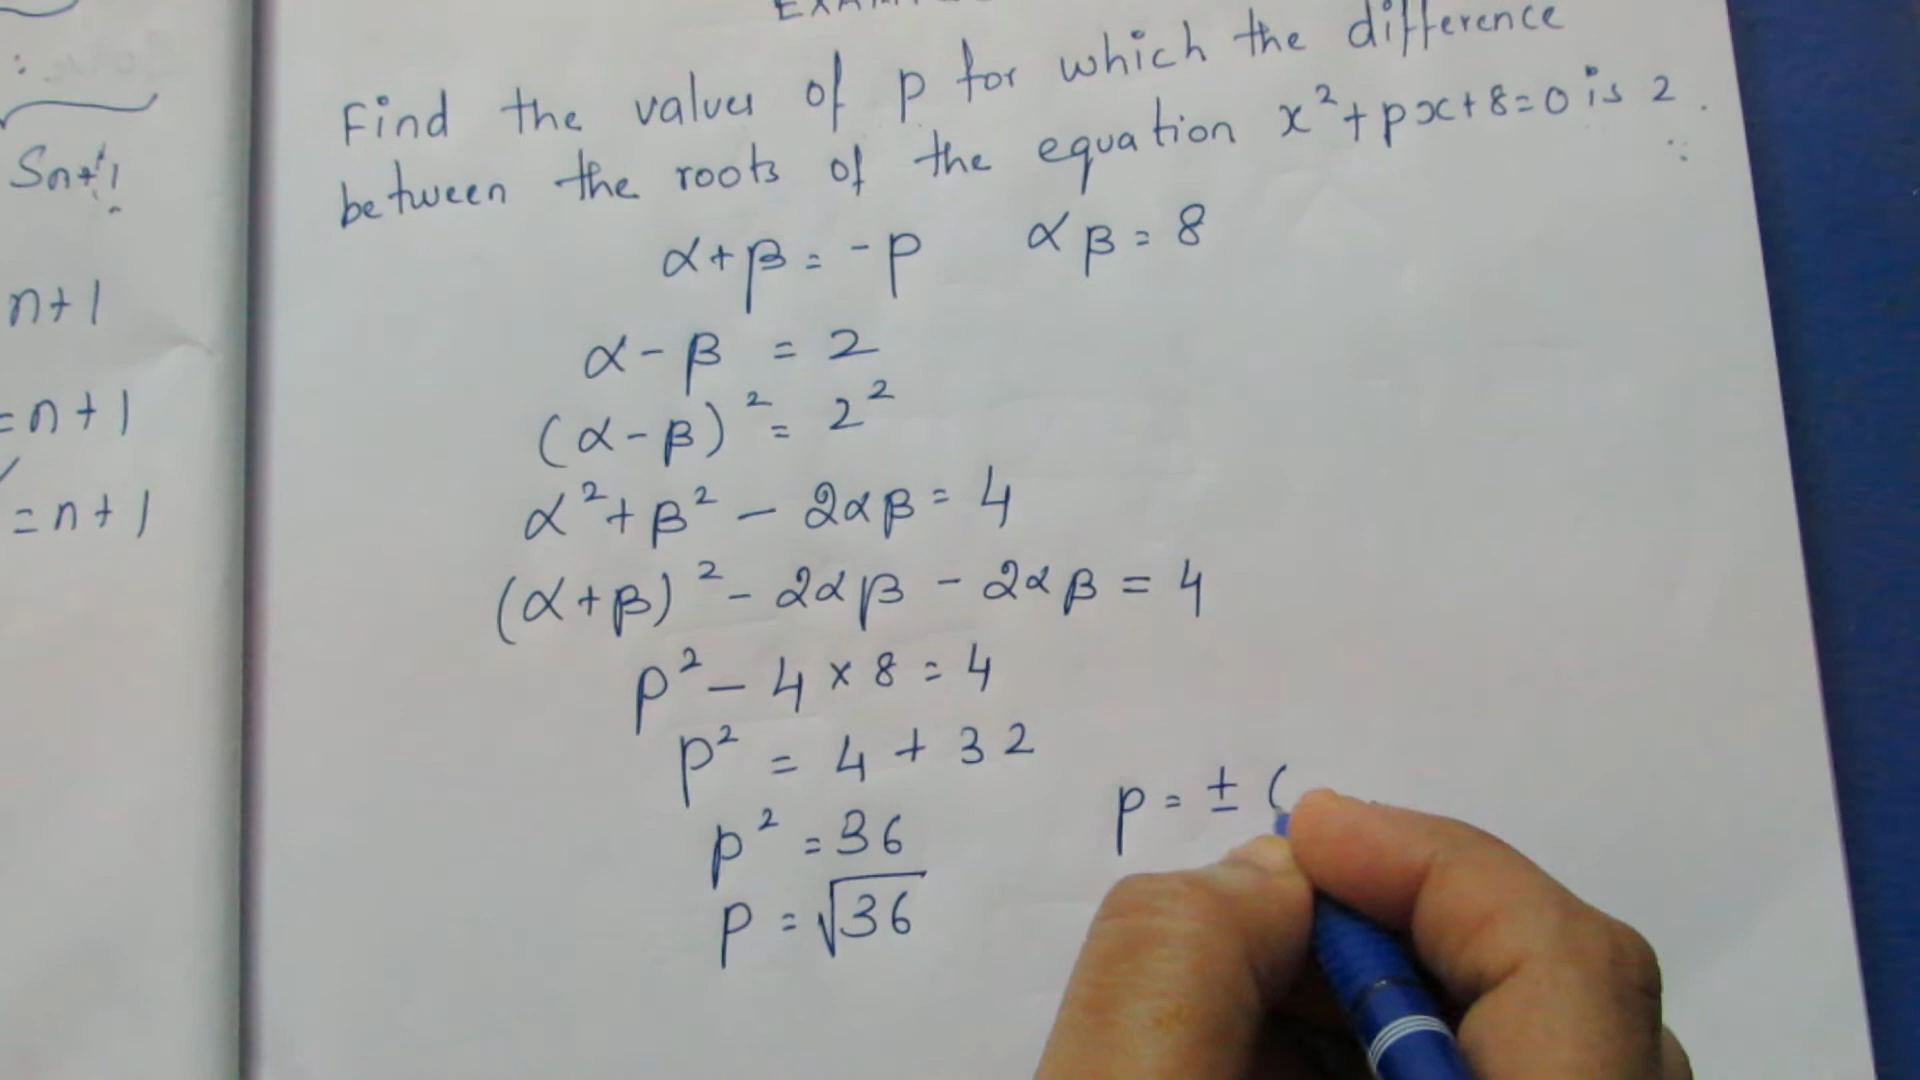 Sn+1
n+1
=n+1
=n+1
Find the values of p for which the difference
between the roots of the equation x²+px+8=0 is 2.
α+β=-p αβ=8
α-β=2
(α-β)²=2²
α²+β²-2αβ=4
(α+β)²-2αβ-2αβ=4
p²-4×8=4
p²=4+32
p²=36
p=√36
p=±